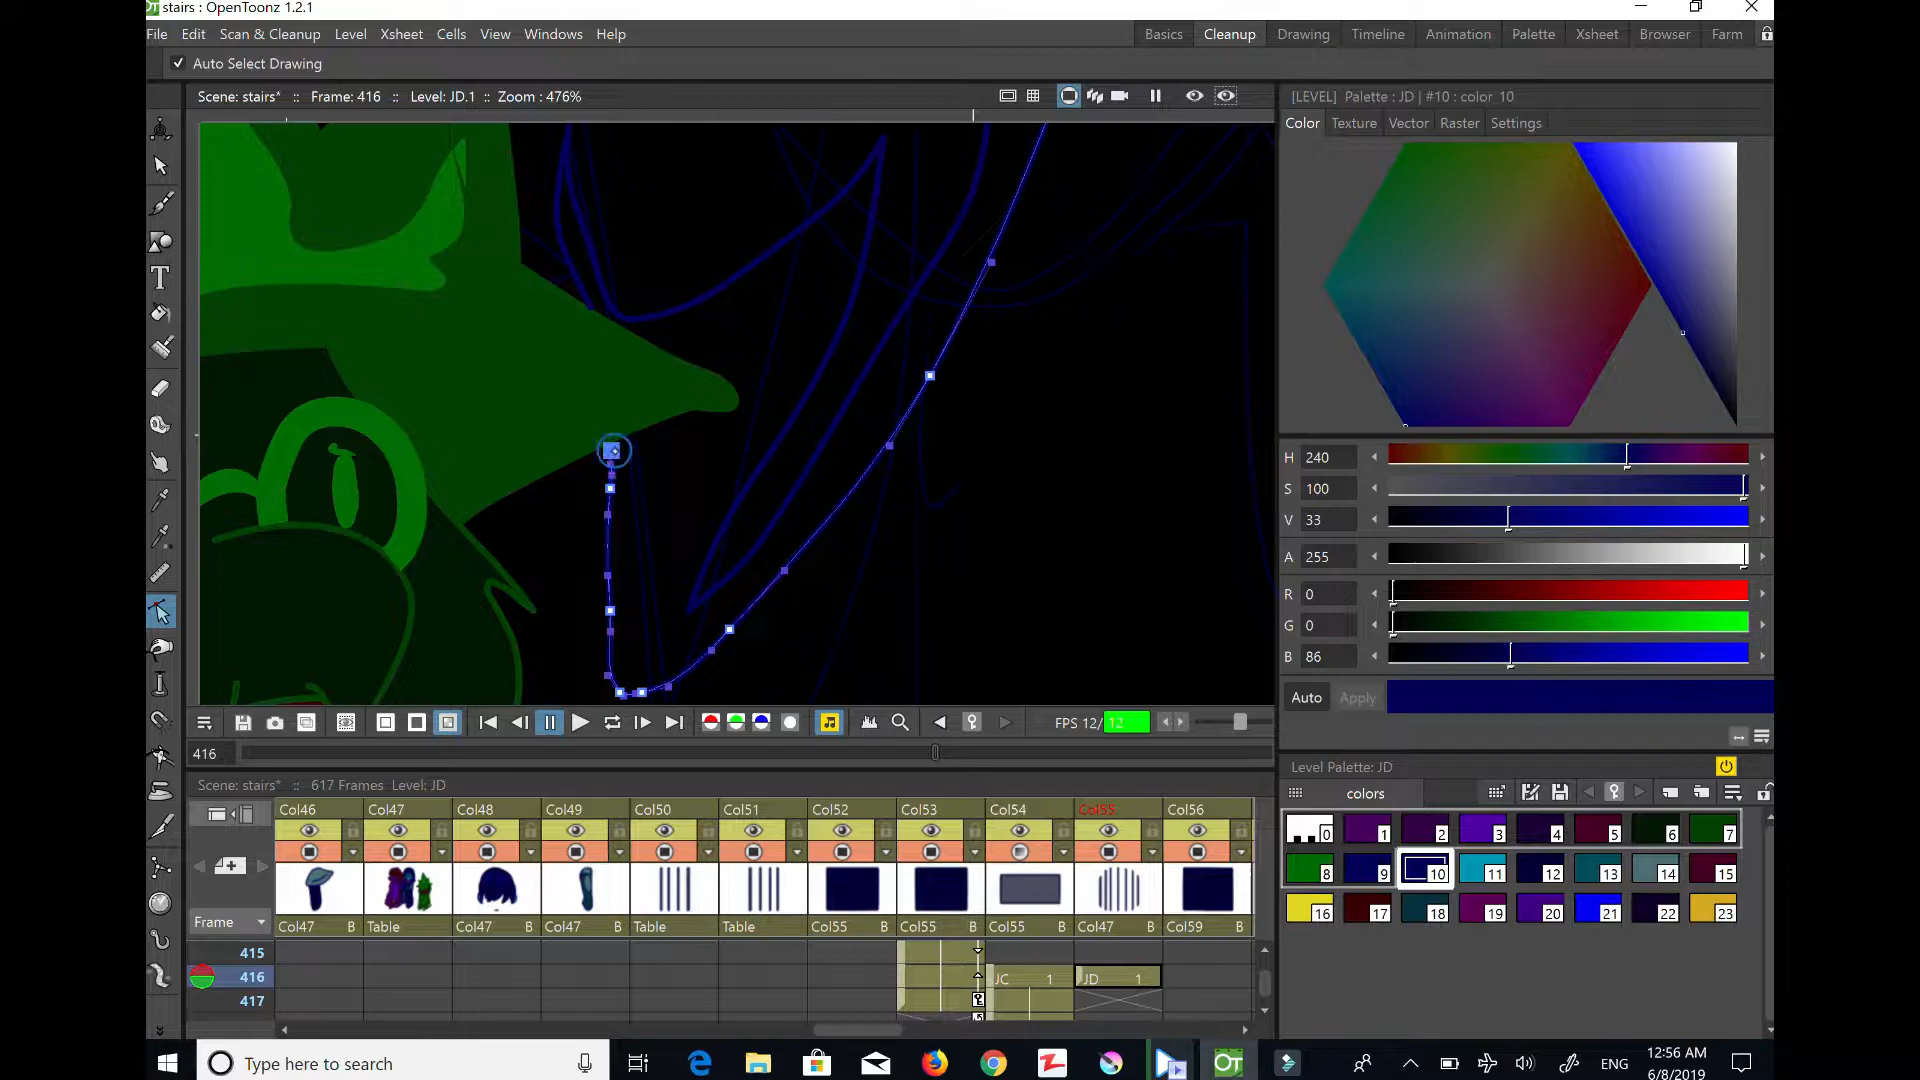 stairs : OpenToonz 1.2.1
File Edit Scan & Cleanup Level Xsheet Cells View Windows Help
Basics Cleanup Drawing Timeline Animation Palette Xsheet Browser Farm
Auto Select Drawing
Scene: stairs* :: Frame: 416 :: Level: JD.1 :: Zoom : 476%
[LEVEL] Palette : JD | #10 : color_10
Color Texture Vector Raster Settings
H 240
S 100
V 33
A 255
R 0
G 0
B 86
Auto Apply
FPS 12/12
416
Scene: stairs* :: 617 Frames Level: JD
Level Palette: JD
colors
0 1 2 3 4 5 6 7
8 9 10 11 12 13 14 15
16 17 18 19 20 21 22 23
Col46 Col47 Col48 Col49 Col50 Col51 Col52 Col53 Col54 Col55 Col56
Frame
Col47 B Table Col47 B Col47 B Table B Table B Col55 B Col55 B Col55 B Col47 B Col59 B
415
416 JC 1 JD 1
417
Type here to search
OT
ENG
12:56 AM
6/8/2019